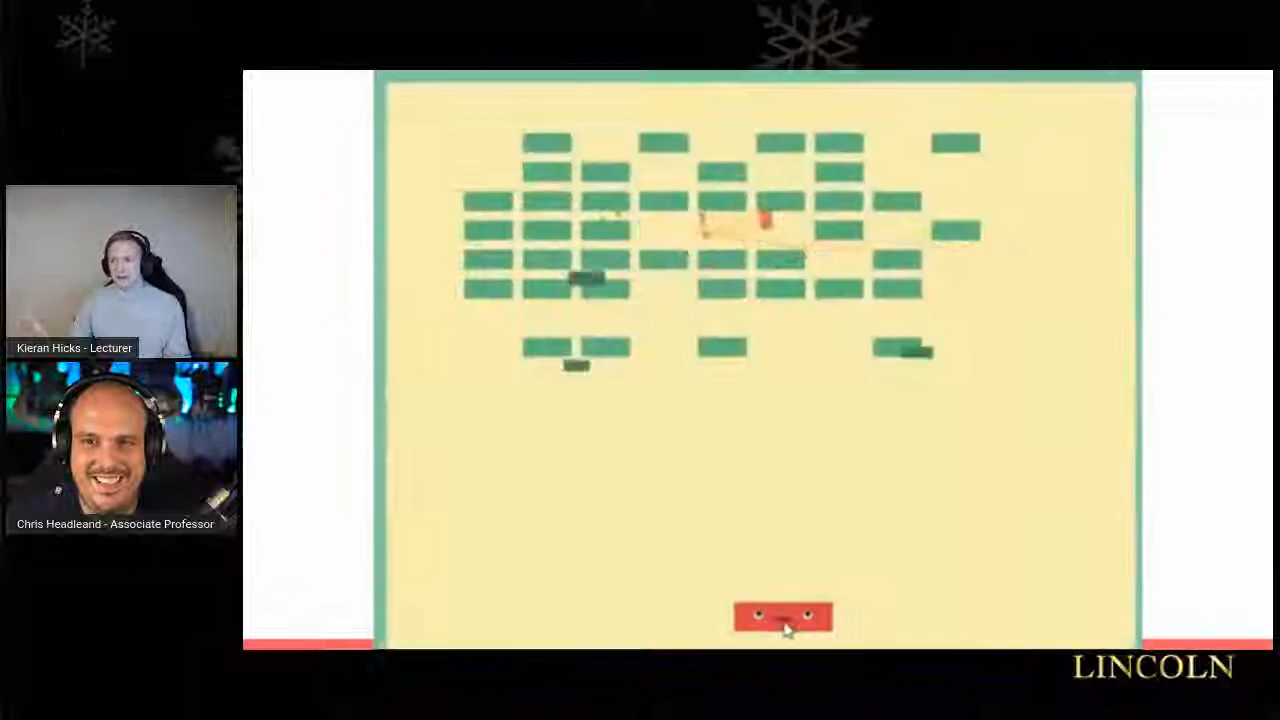 Kieran Hicks - Lecturer
Chris Headleand - Associate Professor
LINCOLN